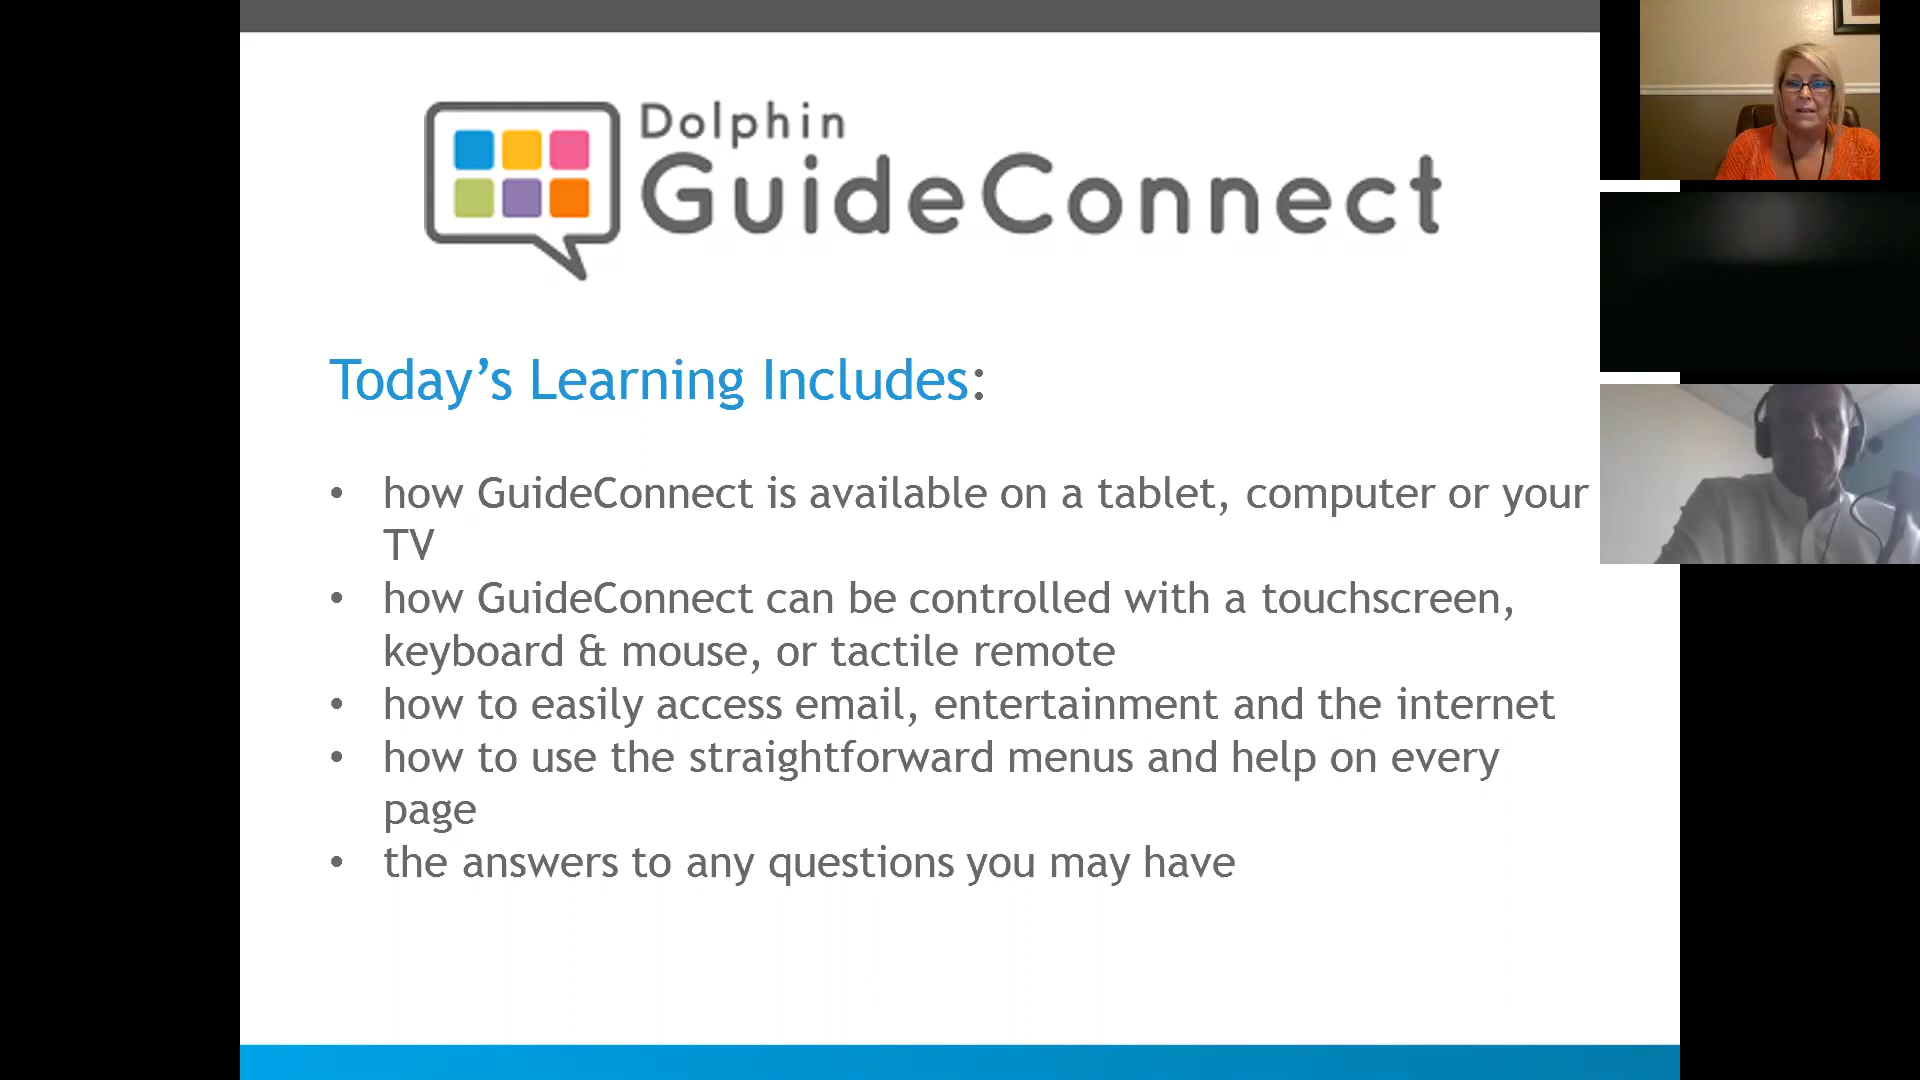 Dolphin
GuideConnect
Today’s Learning Includes:
• how GuideConnect is available on a tablet, computer or your
TV
• how GuideConnect can be controlled with a touchscreen,
keyboard & mouse, or tactile remote
• how to easily access email, entertainment and the internet
• how to use the straightforward menus and help on every
page
• the answers to any questions you may have